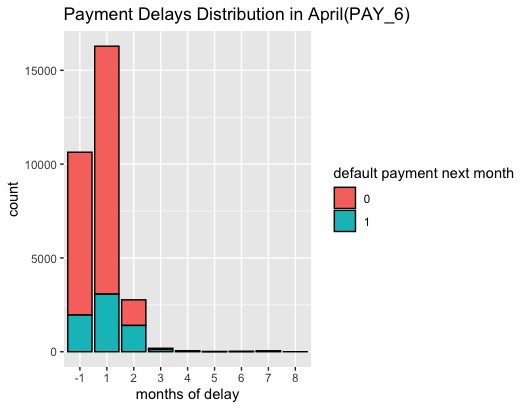 Payment Delays Distribution in April(PAY_6)
15000
10000
5000
0
count
-1 1 2 3 4 5 6 7 8
months of delay
default payment next month
0
1